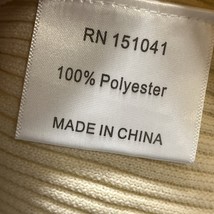 RN 151041
100% Polyester
MADE IN CHINA